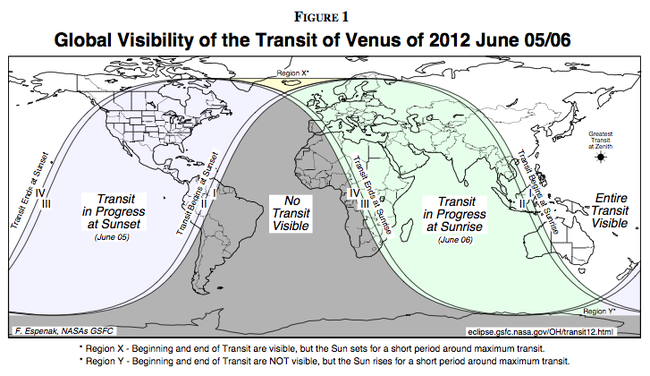 FIGURE 1
Global Visibility of the Transit of Venus of 2012 June 05/06
Region X*
Greatest
Transit
at Zenith
Transit Ends at Sunset
IV
III
Transit
in Progress
at Sunset
(June 05)
Transit Begins at Sunset
I
II
No
Transit
Visible
IV
III
Transit Ends at Sunrise
Transit
in Progress
at Sunrise
(June 06)
Transit Begins at Sunrise
I
II
Entire
Transit
Visible
Region Y*
F. Espenak, NASAs GSFC
eclipse.gsfc.nasa.gov/OH/transit12.html
* Region X - Beginning and end of Transit are visible, but the Sun sets for a short period around maximum transit.
* Region Y - Beginning and end of Transit are NOT visible, but the Sun rises for a short period around maximum transit.